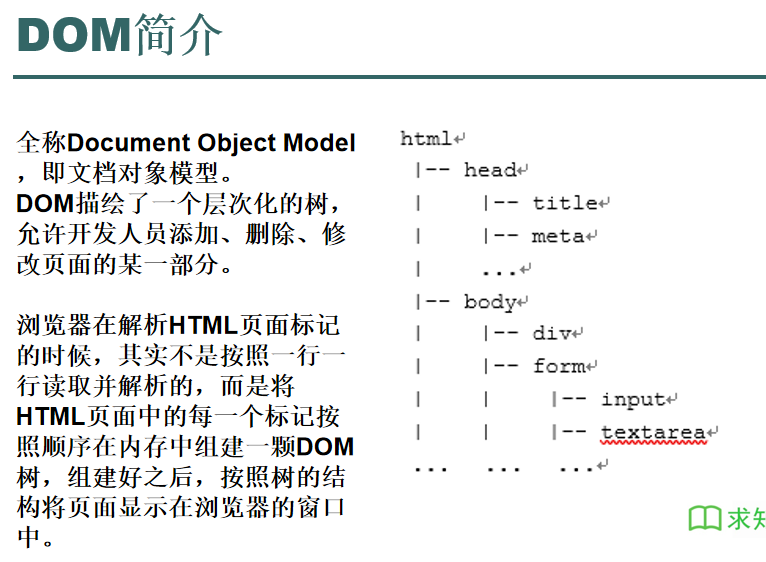 DOM简介
全称Document Object Model
，即文档对象模型。
DOM描绘了一个层次化的树，
允许开发人员添加、删除、修
改页面的某一部分。
浏览器在解析HTML页面标记
的时候，其实不是按照一行一
行读取并解析的，而是将
HTML页面中的每一个标记按
照顺序在内存中组建一颗DOM
树，组建好之后，按照树的结
构将页面显示在浏览器的窗口
中。
html↵
|-- head↵
|    |-- title↵
|    |-- meta↵
|    ...↵
|-- body↵
|    |-- div↵
|    |-- form↵
|    |    |-- input↵
|    |    |-- textarea↵
...   ...   ...↵
求知